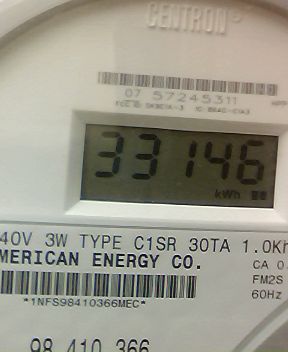 CENTRON®
07 57245311
33146
kWh
40V 3W TYPE C1SR 30TA 1.0Kh
MERICAN ENERGY CO.
CA 0.
FM2S
*1NFS98410366MEC*
60Hz
98 410 366